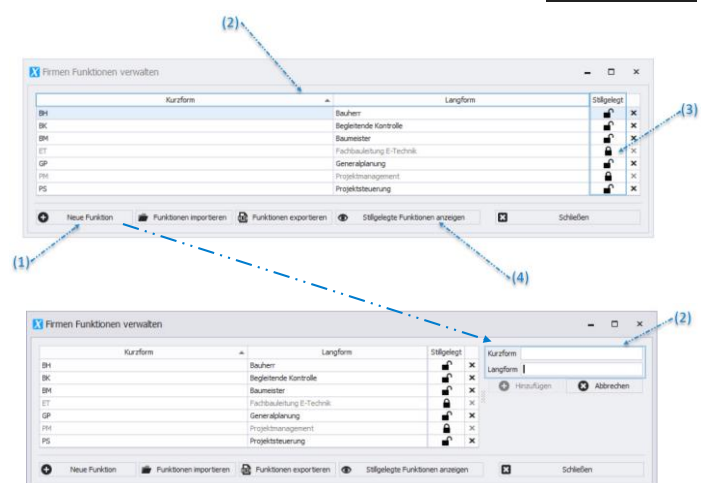 (2)
Firmen Funktionen verwalten
Kurzform Langform Stillgelegt
BH Bauherr
(3)
BK Begleitende Kontrolle
BM Baumeister
ET Fachbauleitung E-Technik
GP Generalplanung
PM Projektmanagement
PS Projektsteuerung
Neue Funktion Funktionen importieren Funktionen exportieren Stillgelegte Funktionen anzeigen Schließen
(1)
(4)
(2)
Firmen Funktionen verwalten
Kurzform Langform Stillgelegt Kurzform
BH Bauherr Langform
BK Begleitende Kontrolle Hinzufügen Abbrechen
BM Baumeister
ET Fachbauleitung E-Technik
GP Generalplanung
PM Projektmanagement
PS Projektsteuerung
Neue Funktion Funktionen importieren Funktionen exportieren Stillgelegte Funktionen anzeigen Schließen